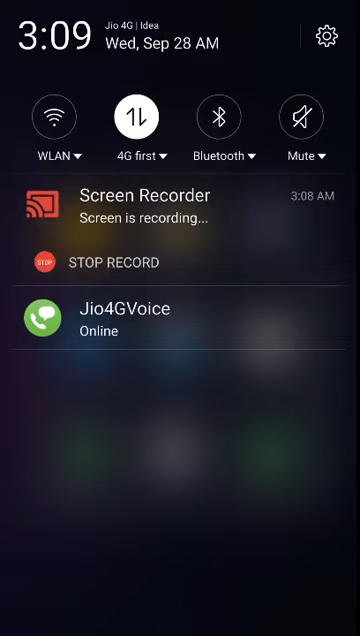 3:09
Jio 4G | Idea
Wed, Sep 28 AM
WLAN
4G first
Bluetooth
Mute
Screen Recorder
3:08 AM
Screen is recording...
STOP
STOP RECORD
Jio4GVoice
Online